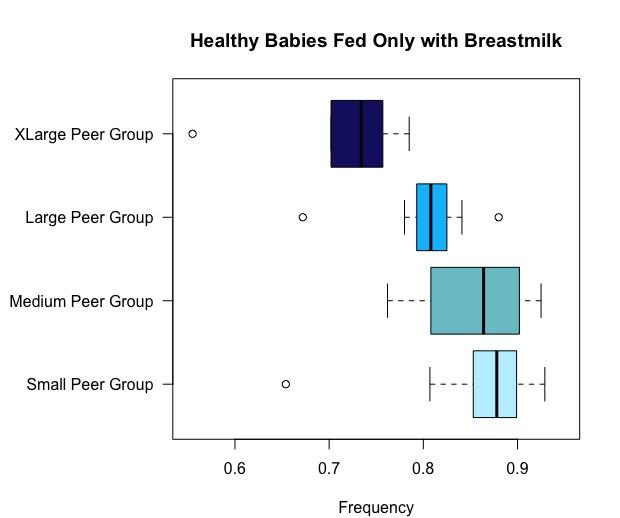 Healthy Babies Fed Only with Breastmilk
XLarge Peer Group
Large Peer Group
Medium Peer Group
Small Peer Group
0.6 0.7 0.8 0.9
Frequency